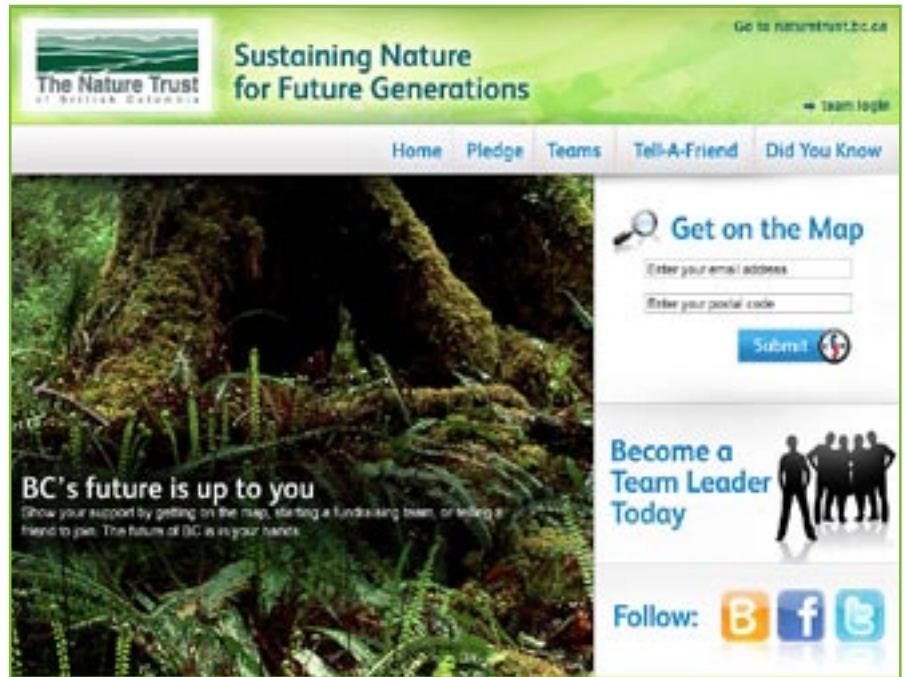 Go to naturetrust.bc.ca
The Nature Trust
of British Columbia
Sustaining Nature
for Future Generations
team login
Home Pledge Teams Tell-A-Friend Did You Know
Get on the Map
Enter your email address
Enter your postal code
Submit
BC's future is up to you
Show your support by getting on the map, starting a fundraising team, or telling a
friend to join. The future of BC is in your hands.
Become a
Team Leader
Today
Follow: B f t